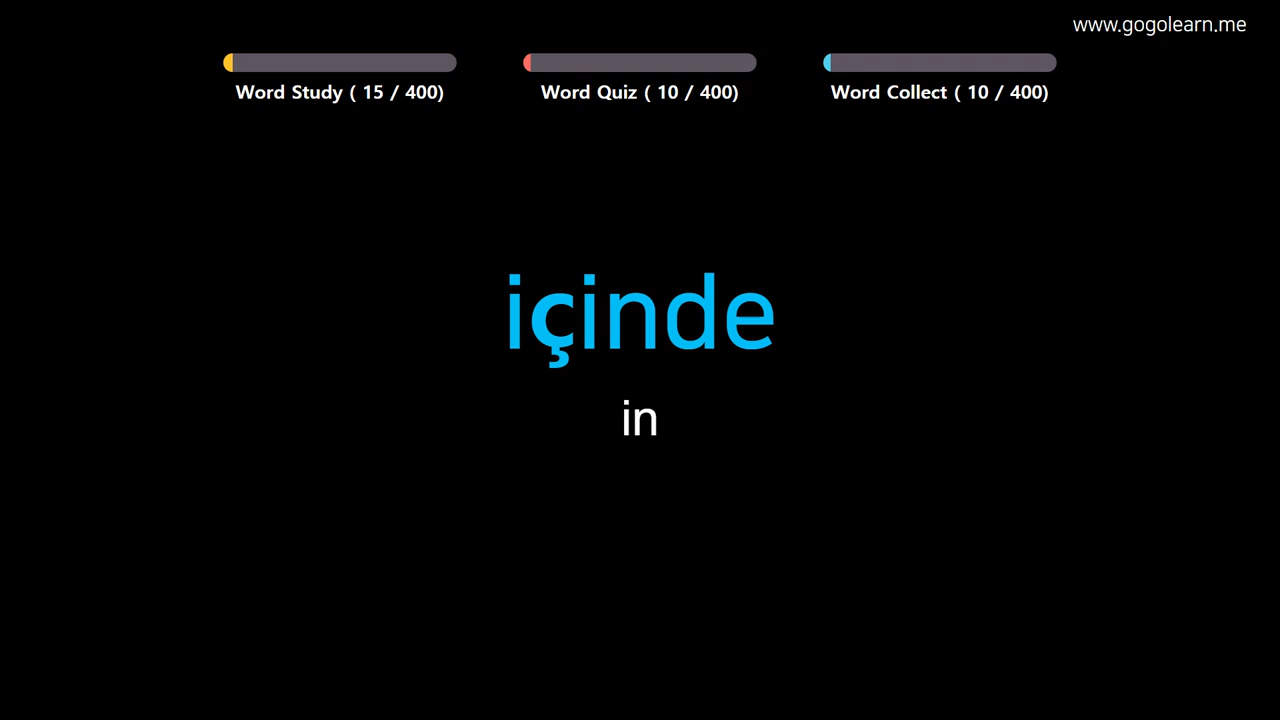 www.gogolearn.me
Word Study ( 15 / 400)
Word Quiz ( 10 / 400)
Word Collect ( 10 / 400)
içinde
in